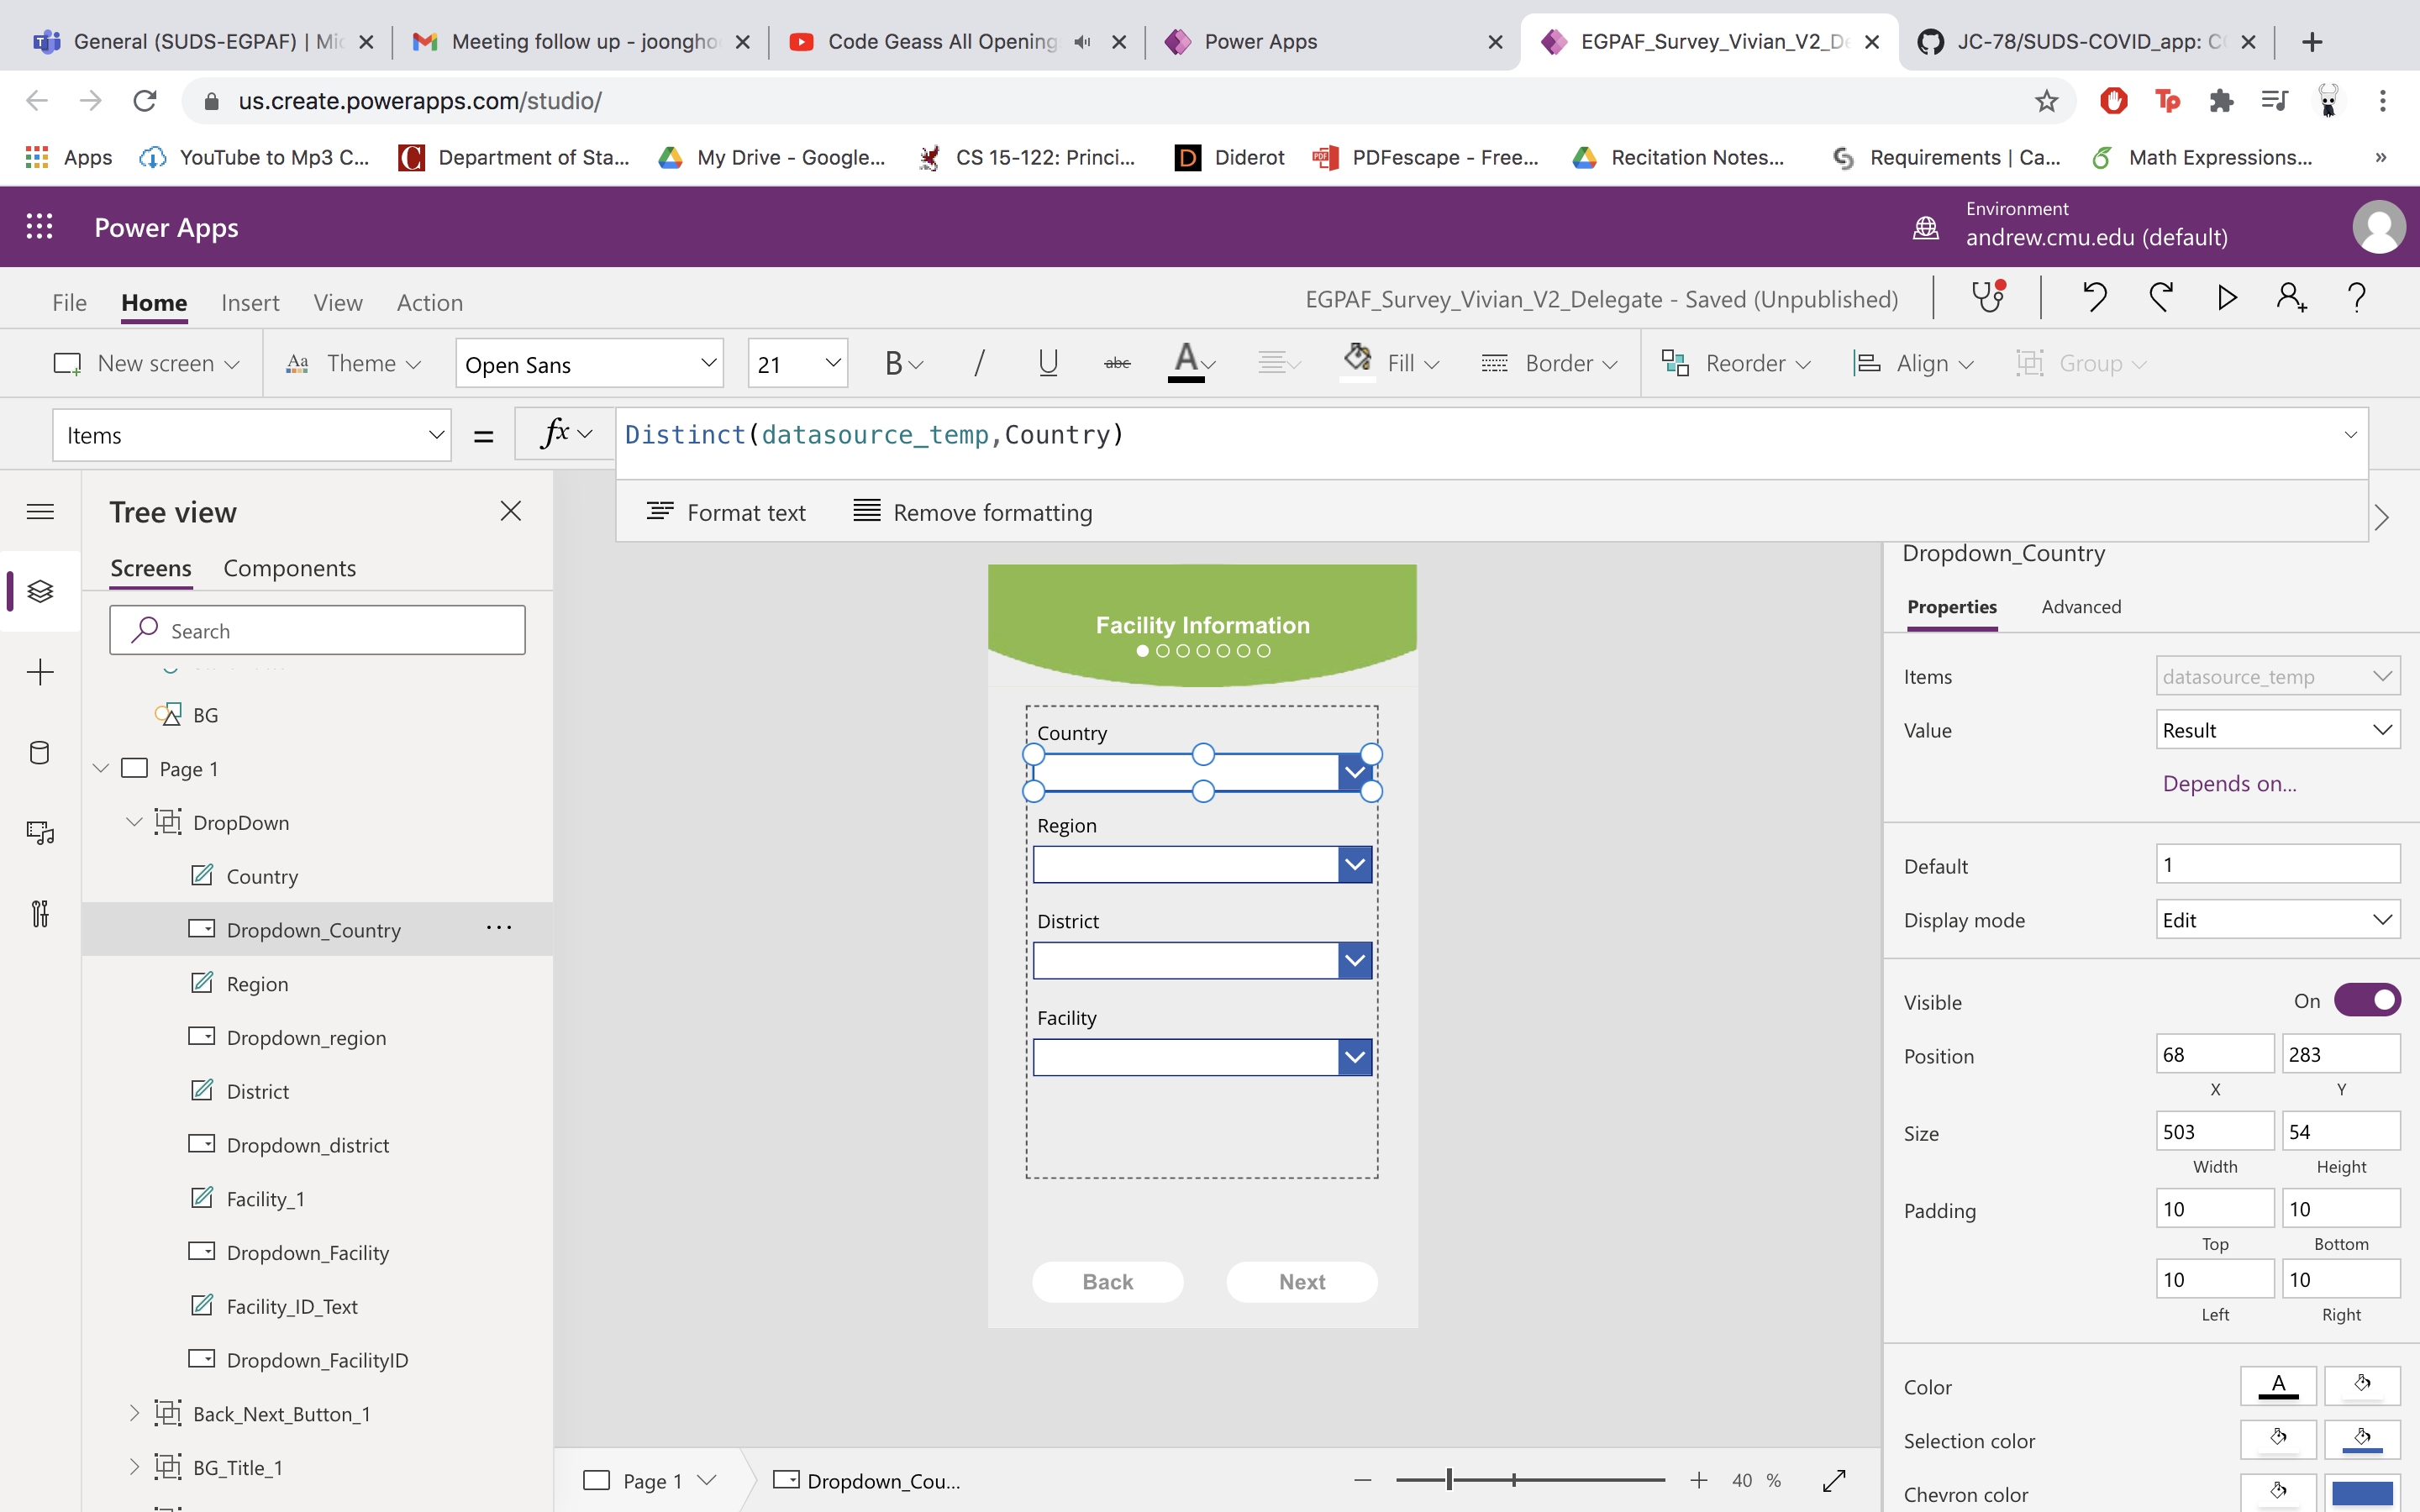 General (SUDS-EGPAF) | Mic
Meeting follow up - joongho
Code Geass All Opening
Power Apps
EGPAF_Survey_Vivian_V2_De
JC-78/SUDS-COVID_app: C
us.create.powerapps.com/studio/
Apps
YouTube to Mp3 C...
Department of Sta...
My Drive - Google...
CS 15-122: Princi...
Diderot
PDFescape - Free...
Recitation Notes...
Requirements | Ca...
Math Expressions...
»
Power Apps
Environment
andrew.cmu.edu (default)
File
Home
Insert
View
Action
EGPAF_Survey_Vivian_V2_Delegate - Saved (Unpublished)
New screen
Theme
Open Sans
21
B
/
U
abc
A
Fill
Border
Reorder
Align
Group
Items
=
fx
Distinct(datasource_temp,Country)
Format text
Remove formatting
Tree view
Screens
Components
Search
BG
Page 1
DropDown
Country
Dropdown_Country
...
Region
Dropdown_region
District
Dropdown_district
Facility_1
Dropdown_Facility
Facility_ID_Text
Dropdown_FacilityID
Back_Next_Button_1
BG_Title_1
Facility Information
Country
Region
District
Facility
Back
Next
Page 1
Dropdown_Cou...
40 %
Dropdown_Country
Properties
Advanced
Items
datasource_temp
Value
Result
Depends on...
Default
1
Display mode
Edit
Visible
On
Position
68
283
X
Y
Size
503
54
Width
Height
Padding
10
10
Top
Bottom
10
10
Left
Right
Color
A
Selection color
Chevron color